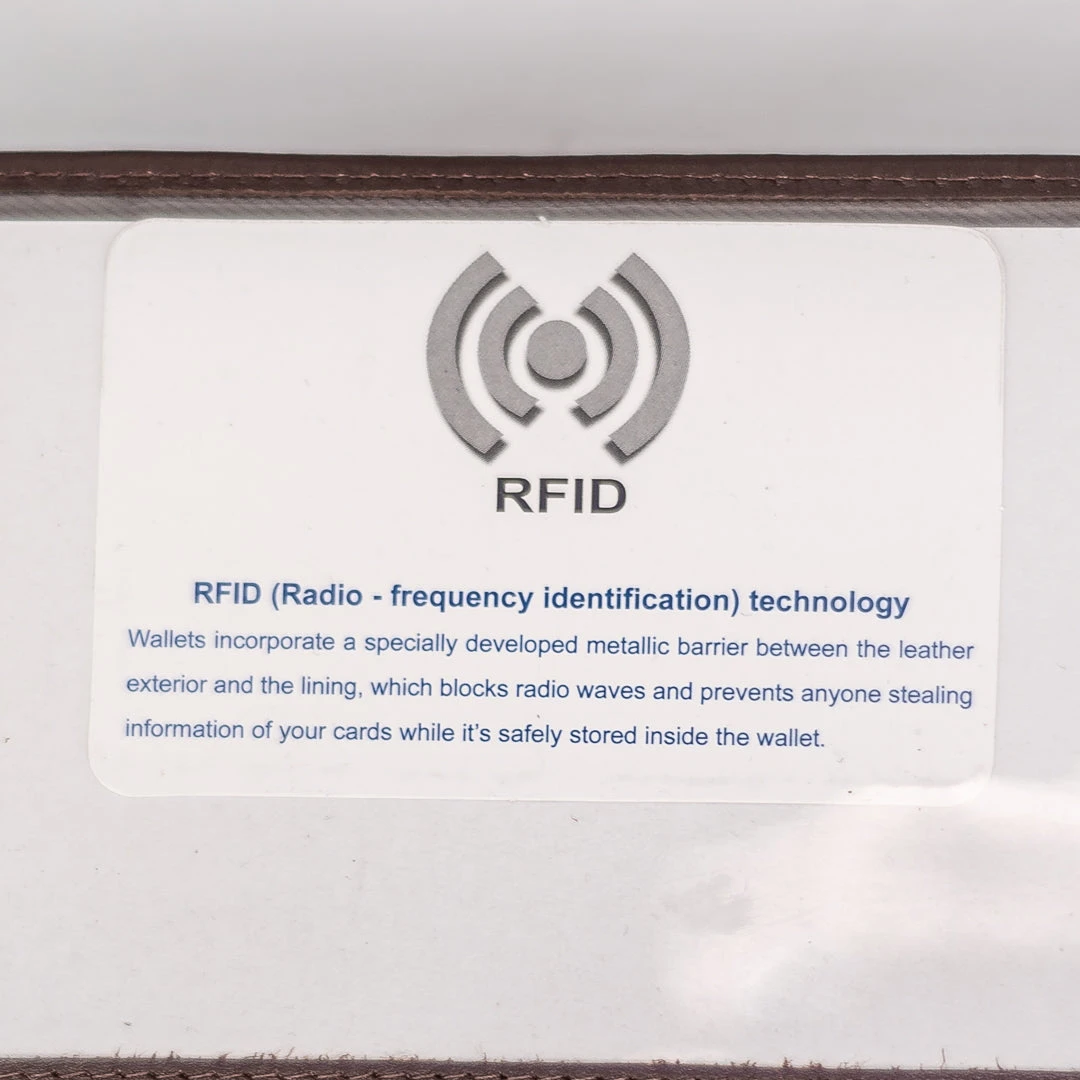 RFID
RFID (Radio - frequency identification) technology
Wallets incorporate a specially developed metallic barrier between the leather
exterior and the lining, which blocks radio waves and prevents anyone stealing
information of your cards while it's safely stored inside the wallet.